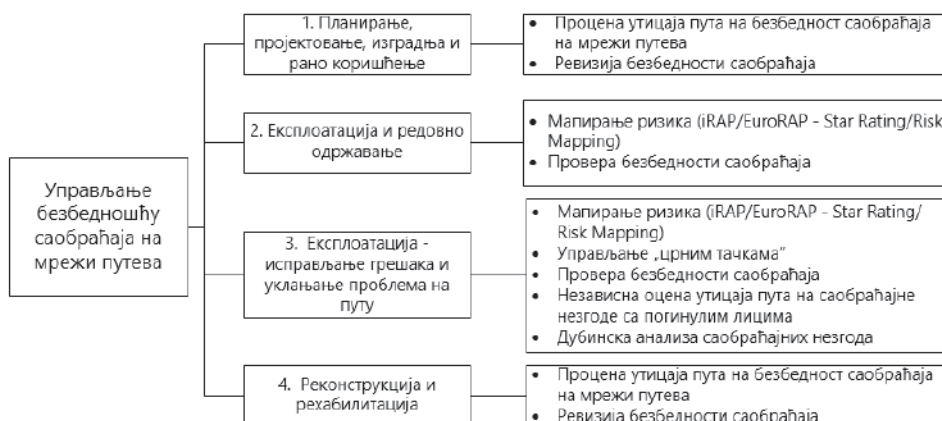 Управљање
безбедношћу
саобраћаја на
мрежи путева
1. Планирање,
пројектовање, изградња и
рано коришћење
• Процена утицаја пута на безбедност саобраћаја
на мрежи путева
• Ревизија безбедности саобраћаја
2. Експлоатација и редовно
одржавање
• Мапирање ризика (iRAP/EuroRAP - Star Rating/Risk
Mapping)
• Провера безбедности саобраћаја
3. Експлоатација -
исправљање грешака и
уклањање проблема на
путу
• Мапирање ризика (iRAP/EuroRAP - Star Rating/
Risk Mapping)
• Управљање „црним тачкама”
• Провера безбедности саобраћаја
• Независна оцена утицаја пута на саобраћајне
незгоде са погинулим лицима
• Дубинска анализа саобраћајних незгода
4. Реконструкција и
рехабилитација
• Процена утицаја пута на безбедност саобраћаја
на мрежи путева
• Ревизија безбедности саобраћаја